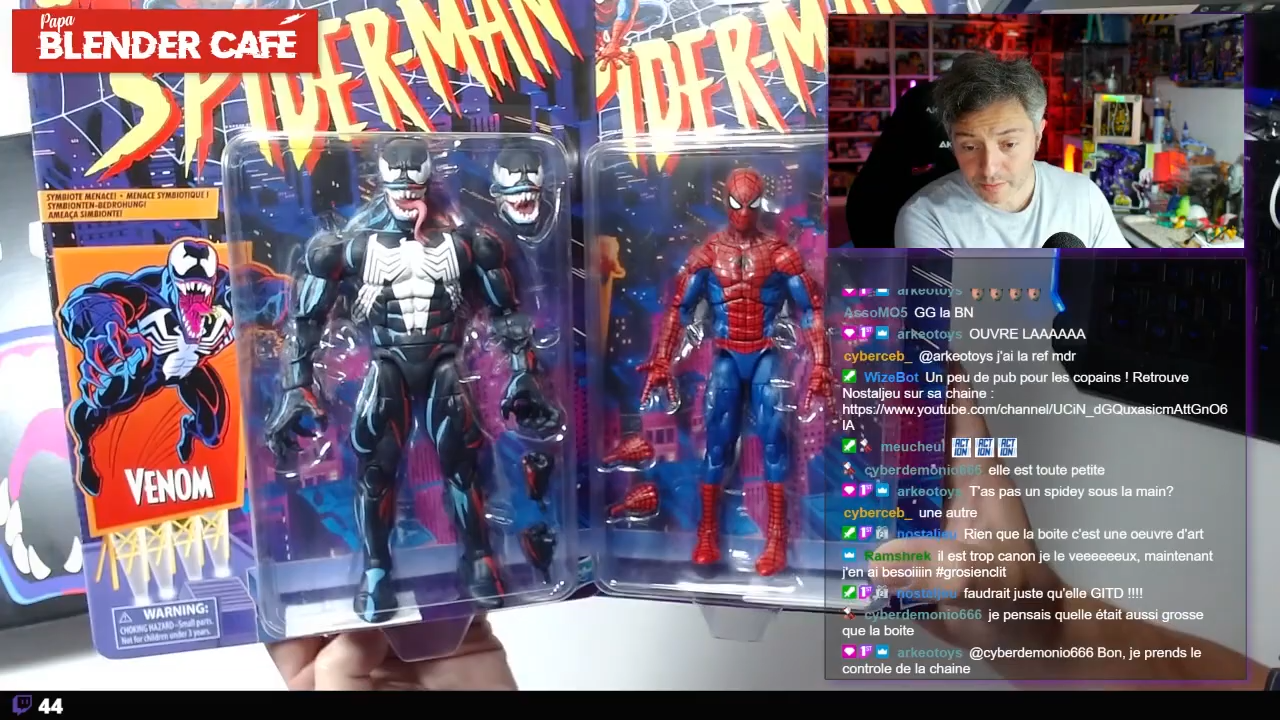 Papa
BLENDER CAFÉ
SPIDER-MAN
SPIDER-MAN
SYMBIOTE MENACE! • MENACE SYMBIOTIQUE !
SYMBIONTEN-BEDROHUNG!
AMEAÇA SIMBIONTE!
VENOM
WARNING:
CHOKING HAZARD–Small parts.
Not for children under 3 years.
arkeotoys
AssoMO5 GG la BN
arkeotoys OUVRE LAAAAAA
cyberceb_ @arkeotoys j'ai la ref mdr
WizeBot Un peu de pub pour les copains ! Retrouve
Nostaljeu sur sa chaine :
https://www.youtube.com/channel/UCiN_dGQuxasicmAttGnO6
IA
meucheul ACTION ACTION ACTION
cyberdemonio666 elle est toute petite
arkeotoys T'as pas un spidey sous la main?
cyberceb_ une autre
nostaljeu Rien que la boite c'est une oeuvre d'art
Ramshrek il est trop canon je le veeeeeeux, maintenant
j'en ai besoiiiin #grosienclit
nostaljeu faudrait juste qu'elle GITD !!!!
cyberdemonio666 je pensais quelle était aussi grosse
que la boite
arkeotoys @cyberdemonio666 Bon, je prends le
controle de la chaine
44